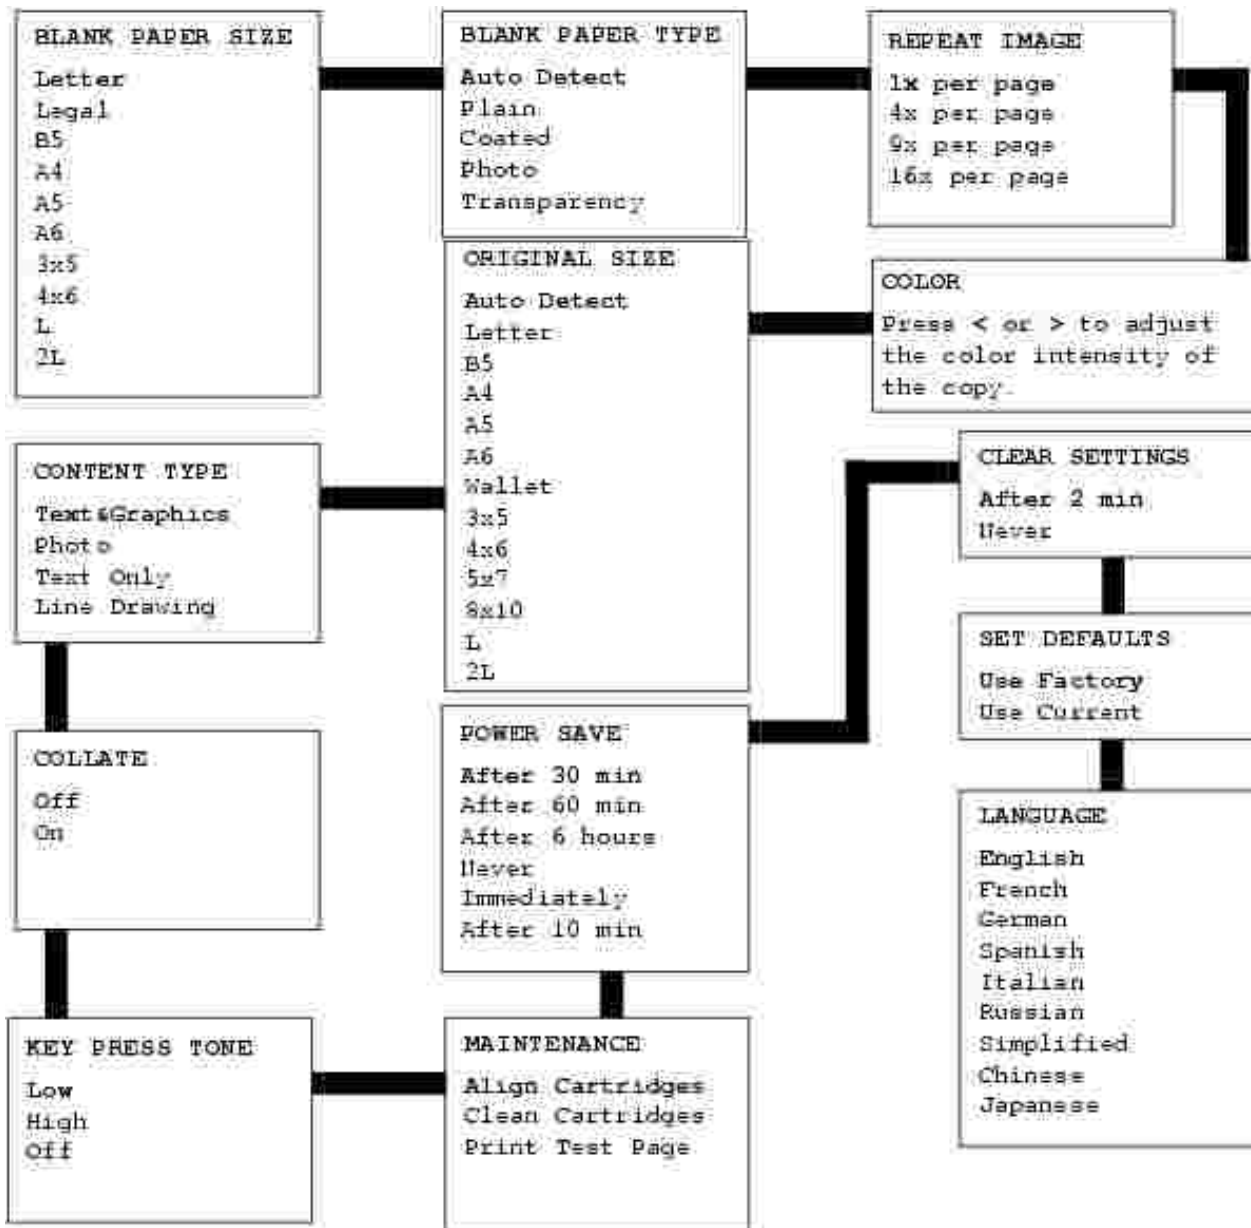 BLANK PAPER SIZE
Letter
Legal
B5
A4
A5
A6
3x5
4x6
L
2L
BLANK PAPER TYPE
Auto Detect
Plain
Coated
Photo
Transparency
REPEAT IMAGE
1x per page
4x per page
9x per page
16x per page
COLOR
Press < or > to adjust
the color intensity of
the copy.
ORIGINAL SIZE
Auto Detect
Letter
B5
A4
A5
A6
Wallet
3x5
4x6
5x7
8x10
L
2L
CONTENT TYPE
Text&Graphics
Photo
Text Only
Line Drawing
COLLATE
Off
On
KEY PRESS TONE
Low
High
Off
MAINTENANCE
Align Cartridges
Clean Cartridges
Print Test Page
POWER SAVE
After 30 min
After 60 min
After 6 hours
Never
Immediately
After 10 min
CLEAR SETTINGS
After 2 min
Never
SET DEFAULTS
Use Factory
Use Current
LANGUAGE
English
French
German
Spanish
Italian
Russian
Simplified
Chinese
Japanese